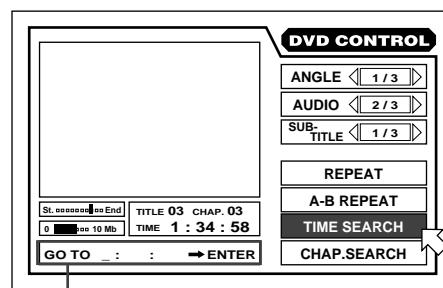 DVD CONTROL
ANGLE 1 / 3
AUDIO 2 / 3
SUB-TITLE 1 / 3
REPEAT
A-B REPEAT
TIME SEARCH
CHAP.SEARCH
St. End
0 10 Mb
TITLE 03 CHAP. 03
TIME 1 : 34 : 58
GO TO _ : : ➡ ENTER